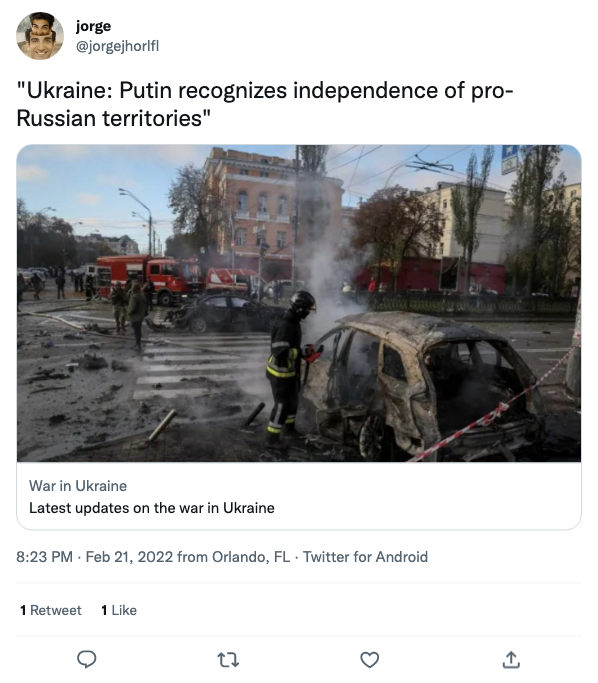 jorge
@jorgejhorlfl
"Ukraine: Putin recognizes independence of pro-
Russian territories"
War in Ukraine
Latest updates on the war in Ukraine
8:23 PM · Feb 21, 2022 from Orlando, FL · Twitter for Android
1 Retweet 1 Like